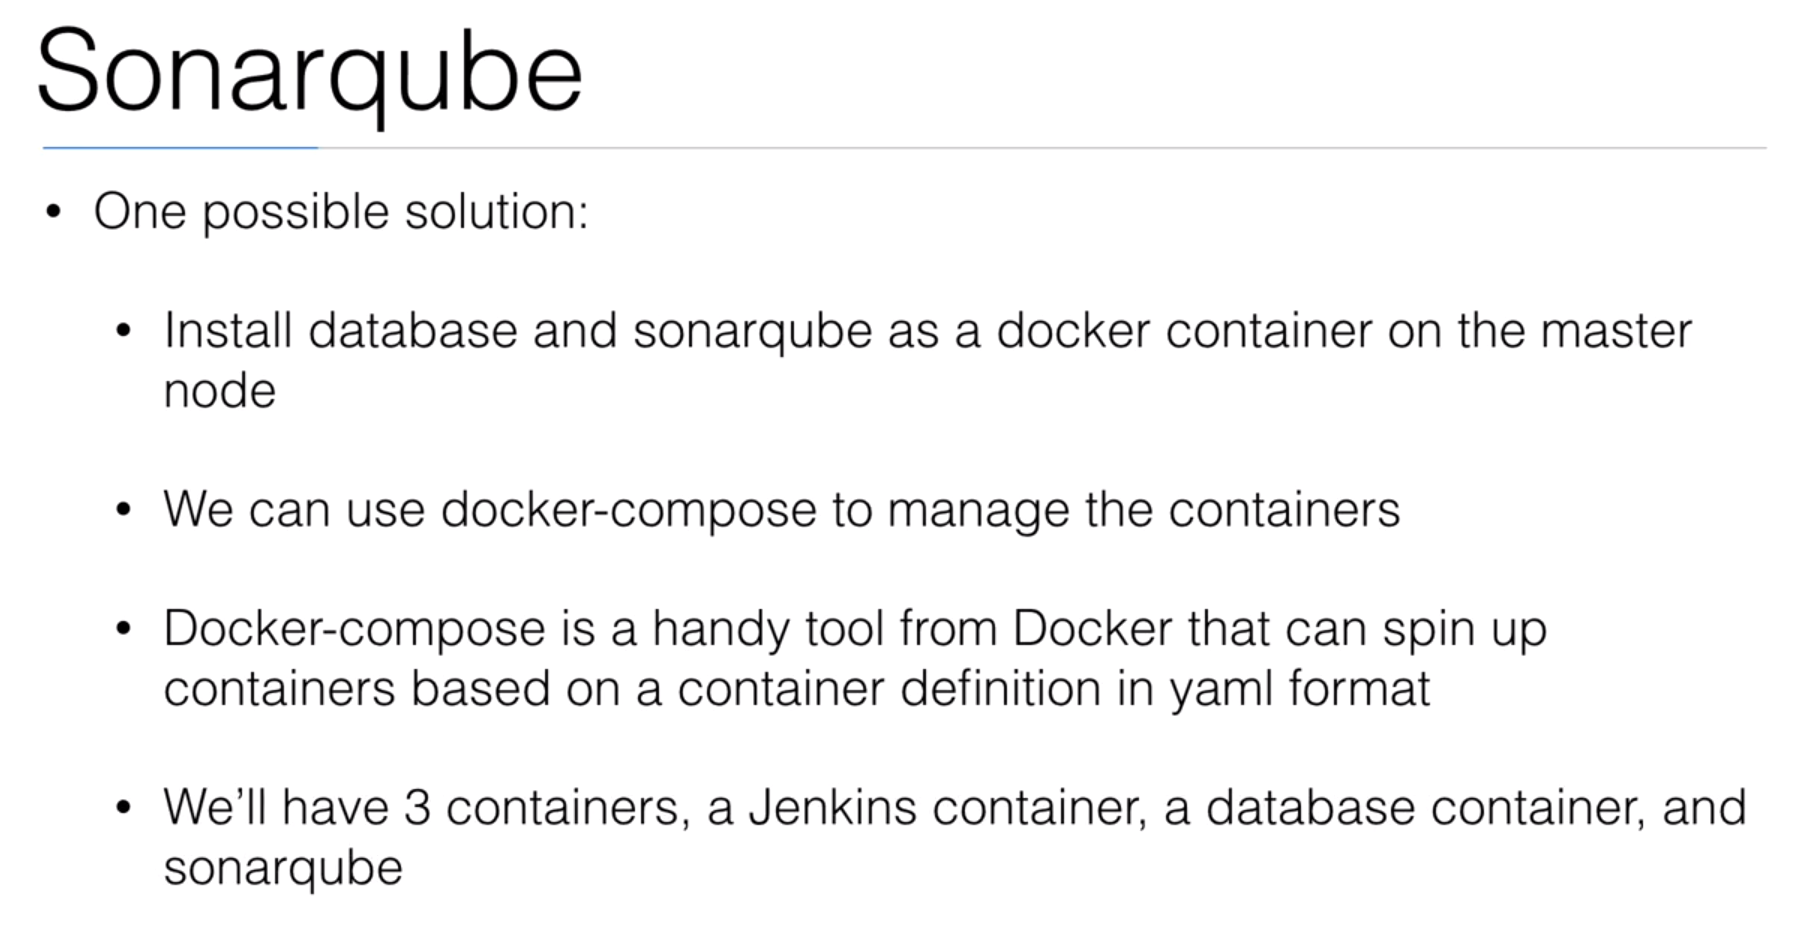 Sonarqube
• One possible solution:
• Install database and sonarqube as a docker container on the master
node
• We can use docker-compose to manage the containers
• Docker-compose is a handy tool from Docker that can spin up
containers based on a container definition in yaml format
• We’ll have 3 containers, a Jenkins container, a database container, and
sonarqube